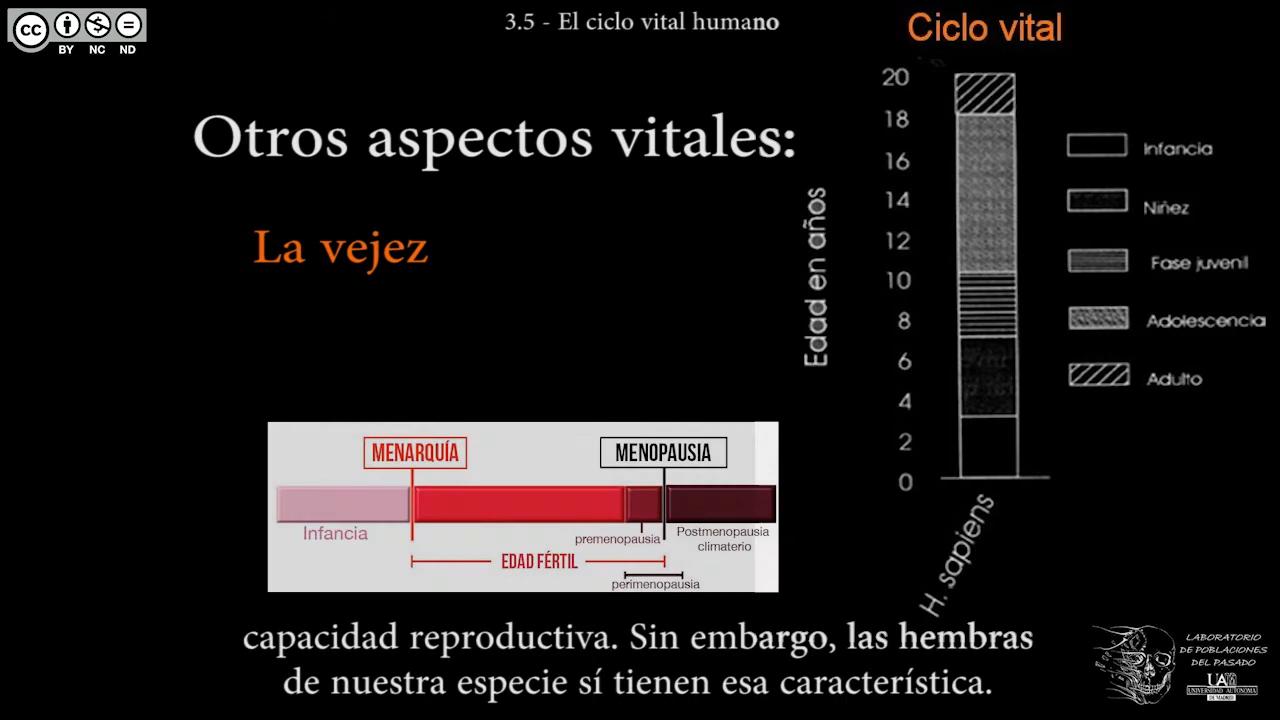 cc
BY NC ND
3.5 - El ciclo vital humano
Ciclo vital
Otros aspectos vitales:
La vejez
Edad en años
20
18
16
14
12
10
8
6
4
2
0
H. sapiens
Infancia
Niñez
Fase juvenil
Adolescencia
Adulto
MENARQUÍA
MENOPAUSIA
Infancia
premenopausia
Postmenopausia
climaterio
EDAD FÉRTIL
perimenopausia
capacidad reproductiva. Sin embargo, las hembras
de nuestra especie sí tienen esa característica.
LABORATORIO
DE POBLACIONES
DEL PASADO
UAM
UNIVERSIDAD AUTONOMA
DE MADRID